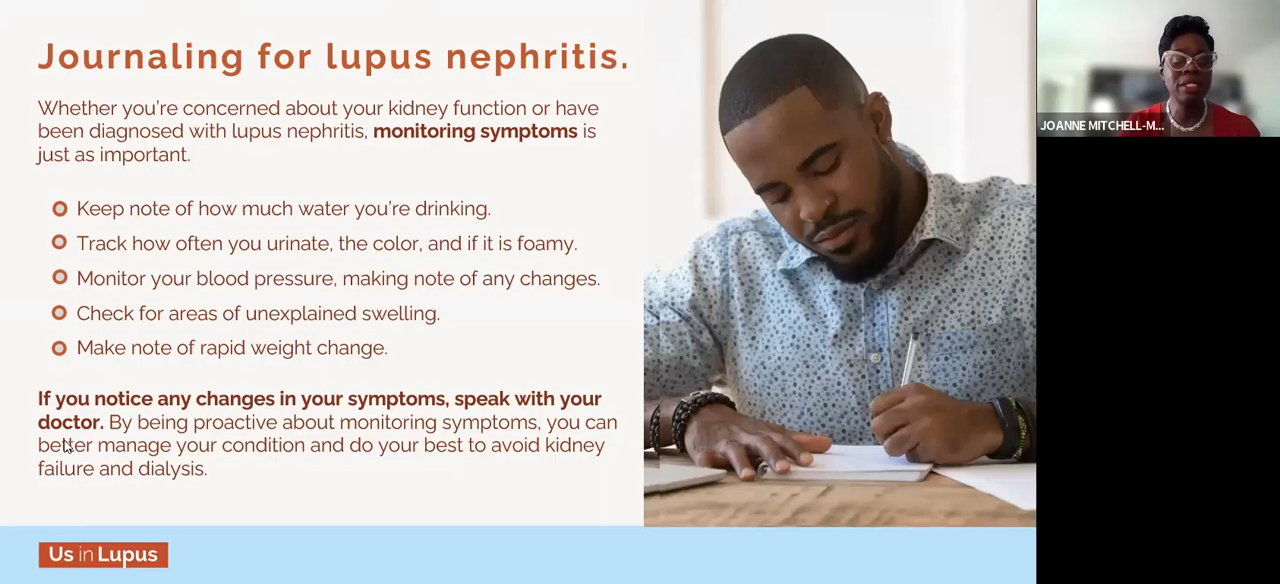 Journaling for lupus nephritis.
Whether you're concerned about your kidney function or have
been diagnosed with lupus nephritis, monitoring symptoms is
just as important.
Keep note of how much water you're drinking.
Track how often you urinate, the color, and if it is foamy.
Monitor your blood pressure, making note of any changes.
Check for areas of unexplained swelling.
Make note of rapid weight change.
If you notice any changes in your symptoms, speak with your
doctor. By being proactive about monitoring symptoms, you can
better manage your condition and do your best to avoid kidney
failure and dialysis.
Us in Lupus
JOANNE MITCHELL-M...